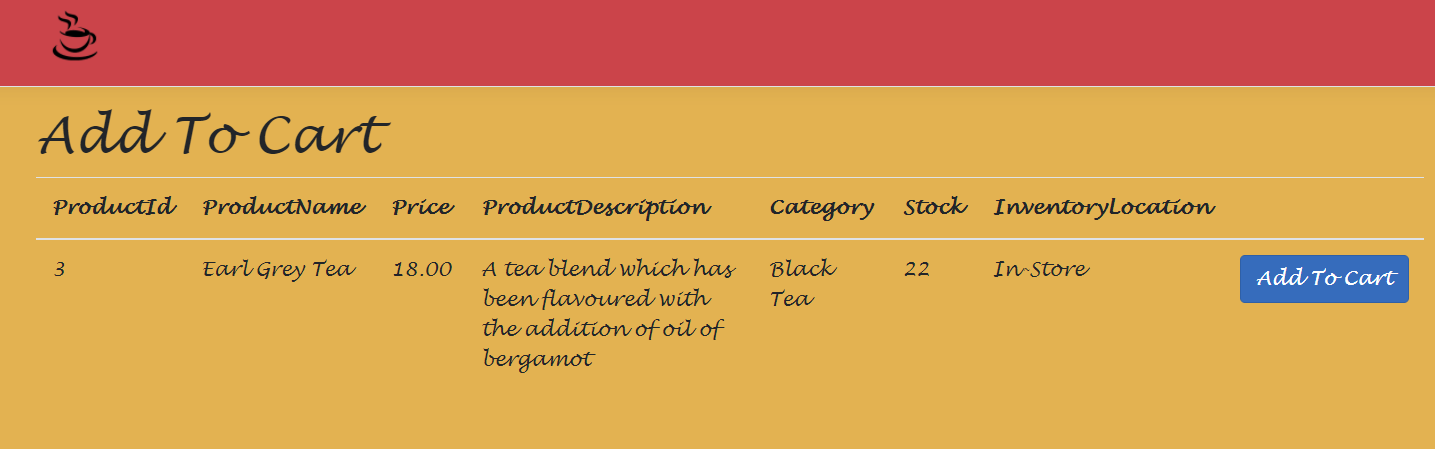 Add To Cart
ProductId ProductName Price ProductDescription Category Stock InventoryLocation
3 Earl Grey Tea 18.00 A tea blend which has Black 22 In-Store Add To Cart
been flavoured with Tea
the addition of oil of
bergamot